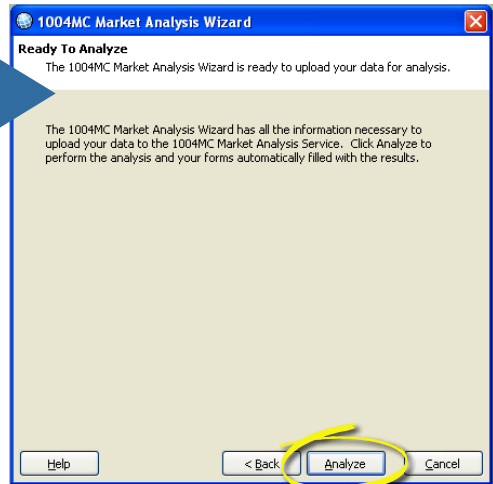 1004MC Market Analysis Wizard
Ready To Analyze
The 1004MC Market Analysis Wizard is ready to upload your data for analysis.
The 1004MC Market Analysis Wizard has all the information necessary to
upload your data to the 1004MC Market Analysis Service. Click Analyze to
perform the analysis and your forms automatically filled with the results.
Help < Back Analyze Cancel